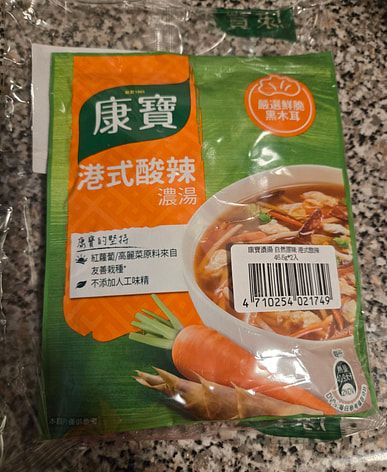 康寶
嚴選鮮脆
黑木耳
康寶
港式酸辣
濃湯
康寶的堅持
紅蘿蔔/高麗菜原料來自
友善栽種*
不添加人工味精
康寶濃湯 自然原味 港式酸辣
46.6g*2入
4 710254 021749